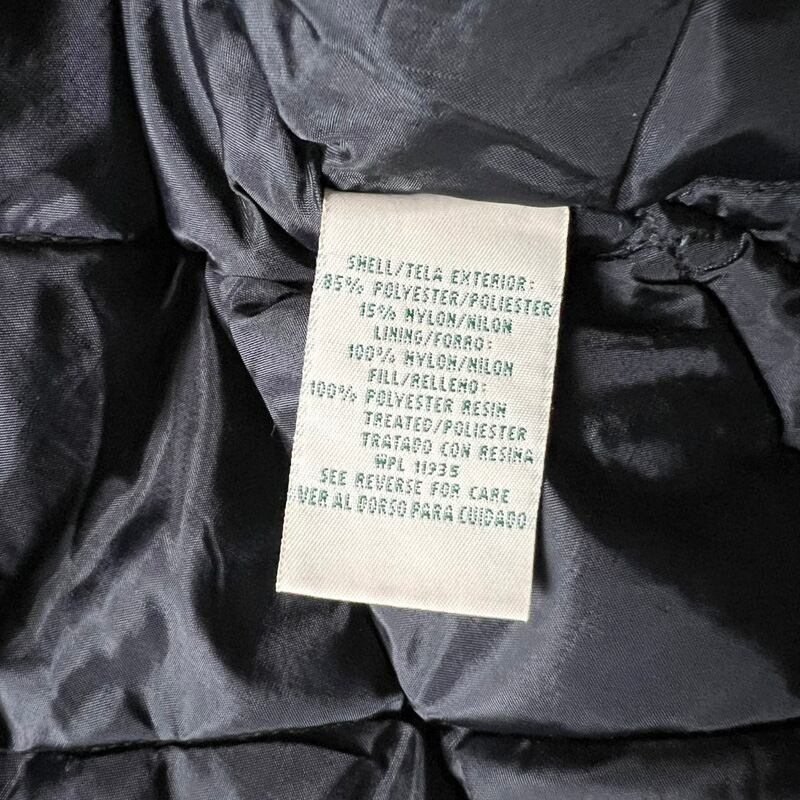 SHELL/TELA EXTERIOR:
85% POLYESTER/POLIESTER
15% NYLON/NILON
LINING/FORRO:
100% NYLON/NILON
FILL/RELLENO:
100% POLYESTER RESIN
TREATED/POLIESTER
TRATADO CON RESINA
WPL 11935
SEE REVERSE FOR CARE
VER AL DORSO PARA CUIDADO